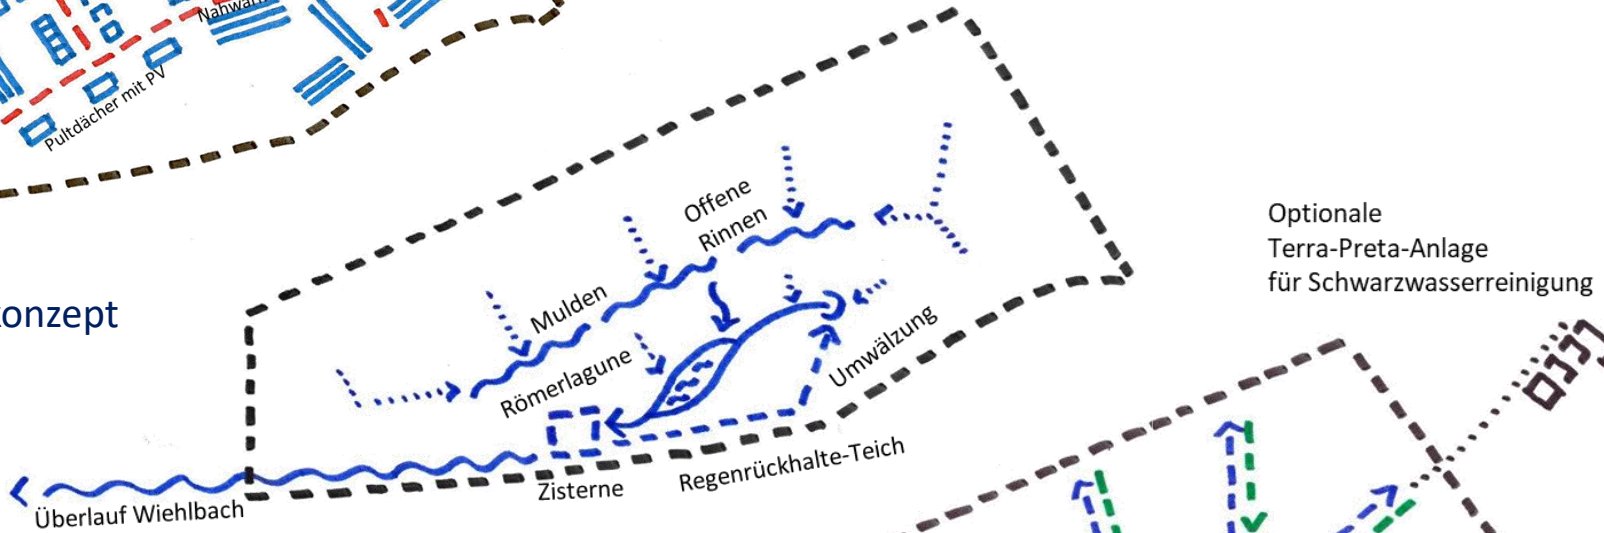 Pultdächer mit PV
Offene
Rinnen
Mulden
Römerlagune
Umwälzung
Zisterne
Regenrückhalte-Teich
Überlauf Wiehlbach
Optionale
Terra-Preta-Anlage
für Schwarzwasserreinigung